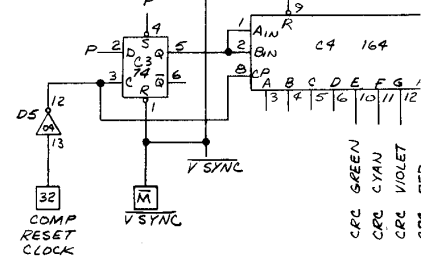 P
9
4
S
P 2 D Q 5
C3
74
3 C Q̅ 6
R
1
1 A IN R
2 B IN C4 164
8 CP
A B C D E F G
3 4 5 6 10 11 12
12
D5 04
13
32
COMP
RESET
CLOCK
M̅
V SYNC
V SYNC
CRC GREEN
CRC CYAN
CRC VIOLET